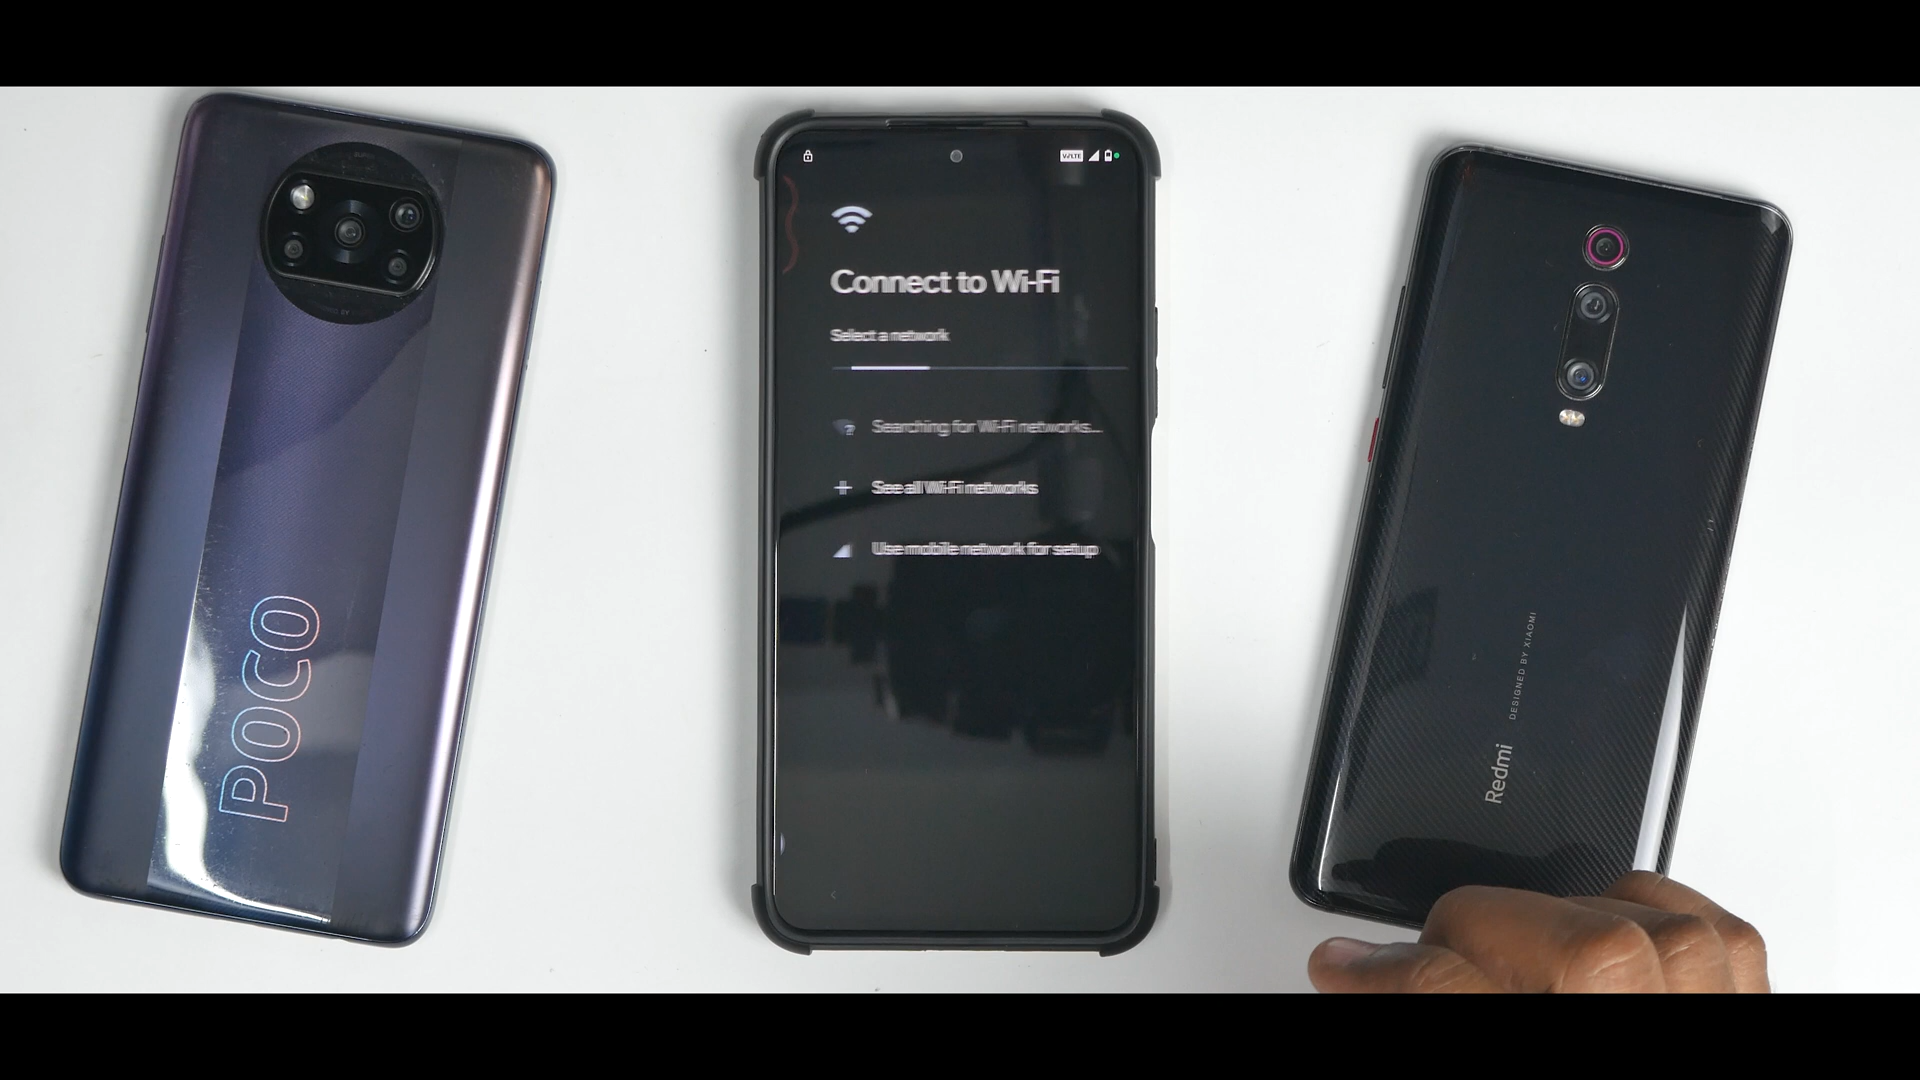 POCO
VoLTE
Connect to Wi-Fi
Select a network
Searching for Wi-Fi networks...
See all Wi-Fi networks
Use mobile network for setup
Redmi DESIGNED BY XIAOMI